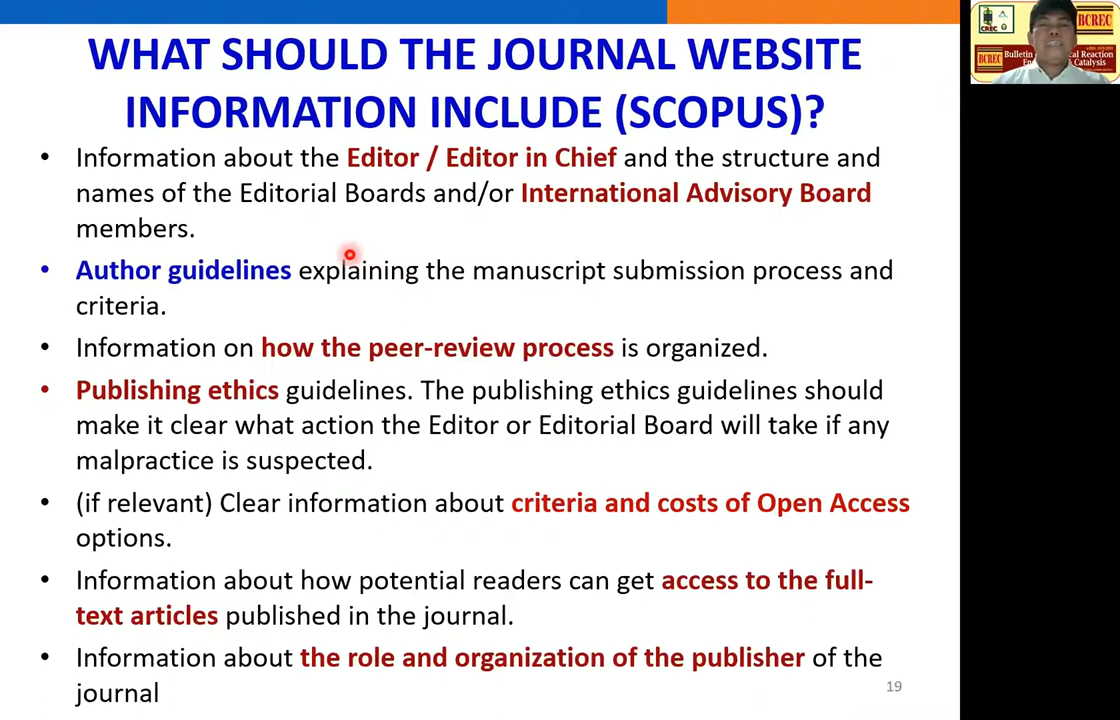 WHAT SHOULD THE JOURNAL WEBSITE
INFORMATION INCLUDE (SCOPUS)?
• Information about the Editor / Editor in Chief and the structure and
names of the Editorial Boards and/or International Advisory Board
members.
• Author guidelines explaining the manuscript submission process and
criteria.
• Information on how the peer-review process is organized.
• Publishing ethics guidelines. The publishing ethics guidelines should
make it clear what action the Editor or Editorial Board will take if any
malpractice is suspected.
• (if relevant) Clear information about criteria and costs of Open Access
options.
• Information about how potential readers can get access to the full-
text articles published in the journal.
• Information about the role and organization of the publisher of the
journal
19
CREC
BCREC
BCREC
Bulletin
Reaction
Catalysis